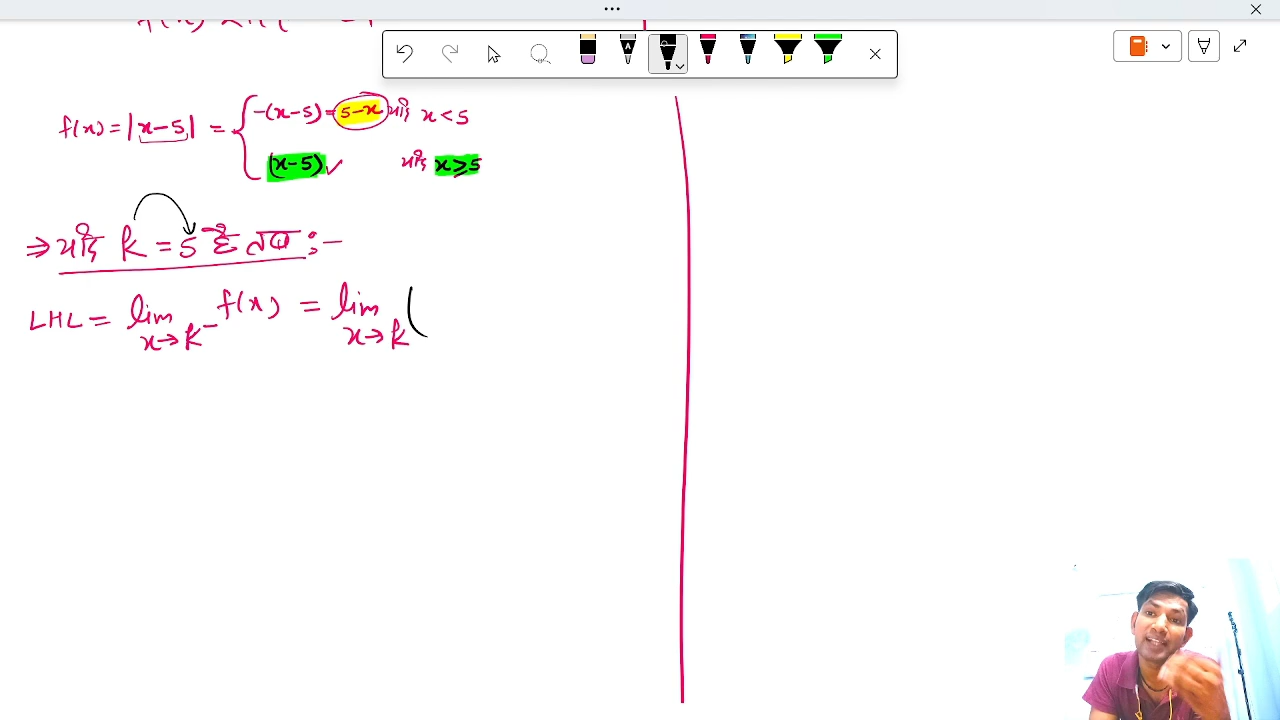 f(x) = |x-5| = { -(x-5) = 5-x यदि x < 5
(x-5) ✓ यदि x ≥ 5
⇒ यदि k = 5 है तब :-
LHL = lim x→k⁻ f(x) = lim x→k (